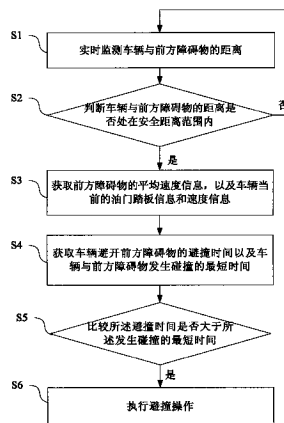 S1
实时监测车辆与前方障碍物的距离
S2
判断车辆与前方障碍物的距离是
否处在安全距离范围内
否
是
S3
获取前方障碍物的平均速度信息，以及车辆当
前的油门踏板信息和速度信息
S4
获取车辆避开前方障碍物的避撞时间以及车
辆与前方障碍物发生碰撞的最短时间
S5
比较所述避撞时间是否大于所
述发生碰撞的最短时间
是
S6
执行避撞操作